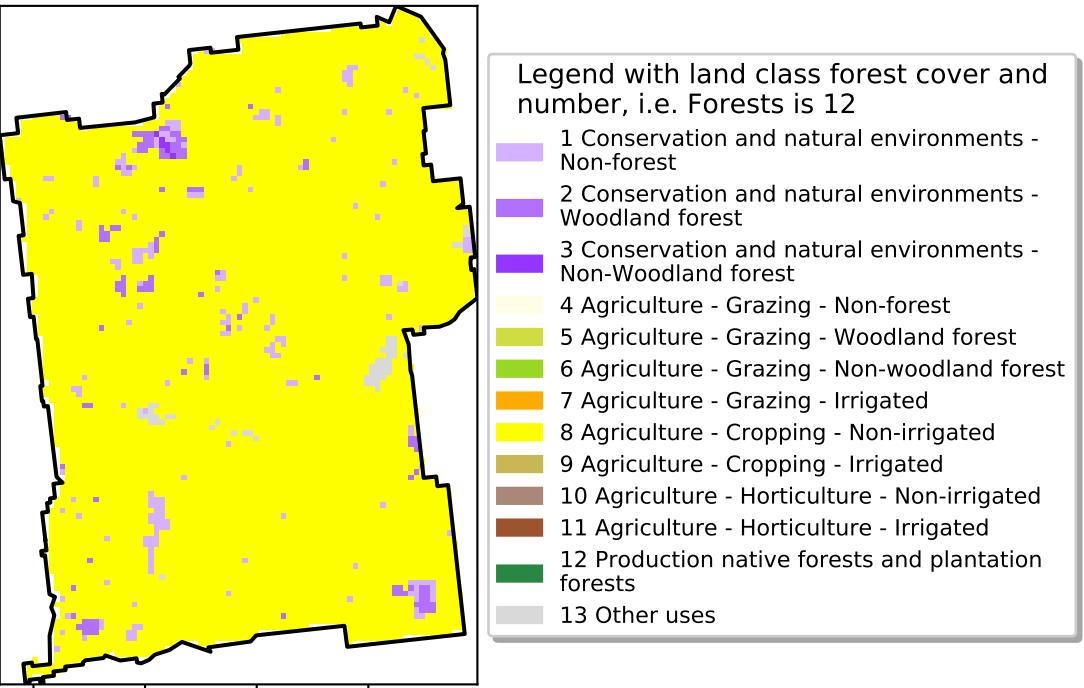 Legend with land class forest cover and
number, i.e. Forests is 12
1 Conservation and natural environments -
Non-forest
2 Conservation and natural environments -
Woodland forest
3 Conservation and natural environments -
Non-Woodland forest
4 Agriculture - Grazing - Non-forest
5 Agriculture - Grazing - Woodland forest
6 Agriculture - Grazing - Non-woodland forest
7 Agriculture - Grazing - Irrigated
8 Agriculture - Cropping - Non-irrigated
9 Agriculture - Cropping - Irrigated
10 Agriculture - Horticulture - Non-irrigated
11 Agriculture - Horticulture - Irrigated
12 Production native forests and plantation
forests
13 Other uses